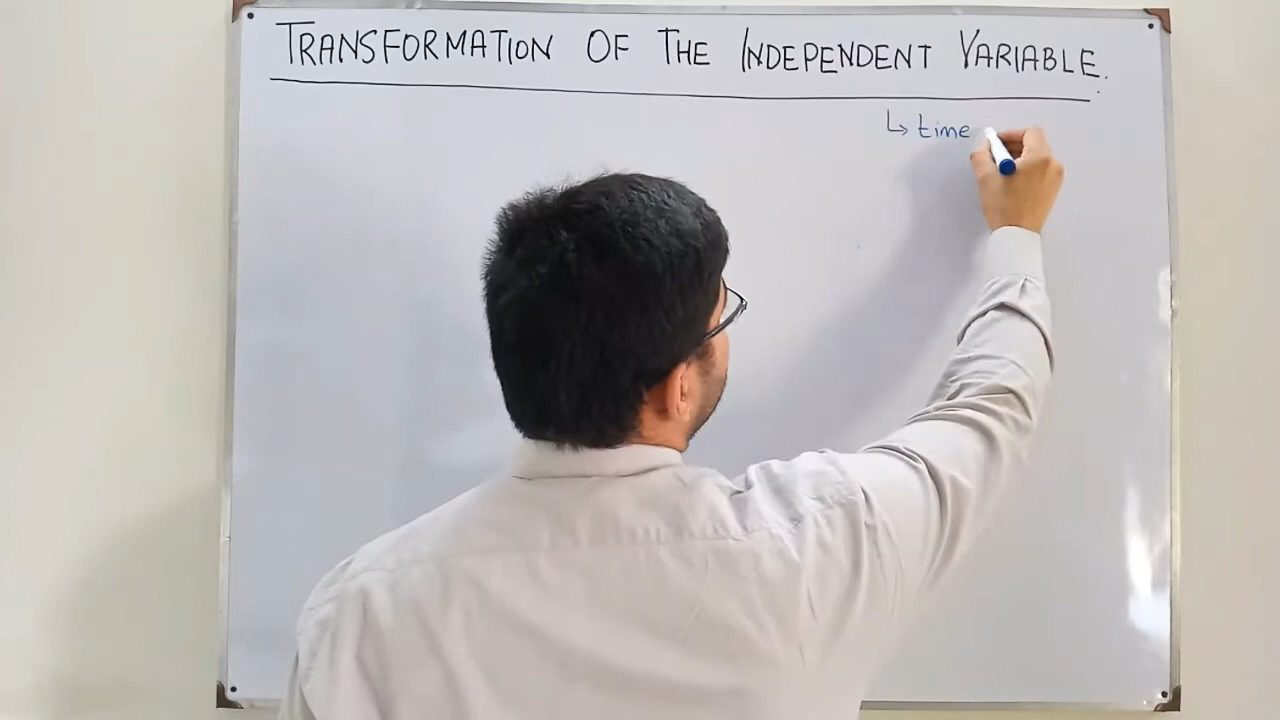 TRANSFORMATION OF THE INDEPENDENT VARIABLE.
↳ time